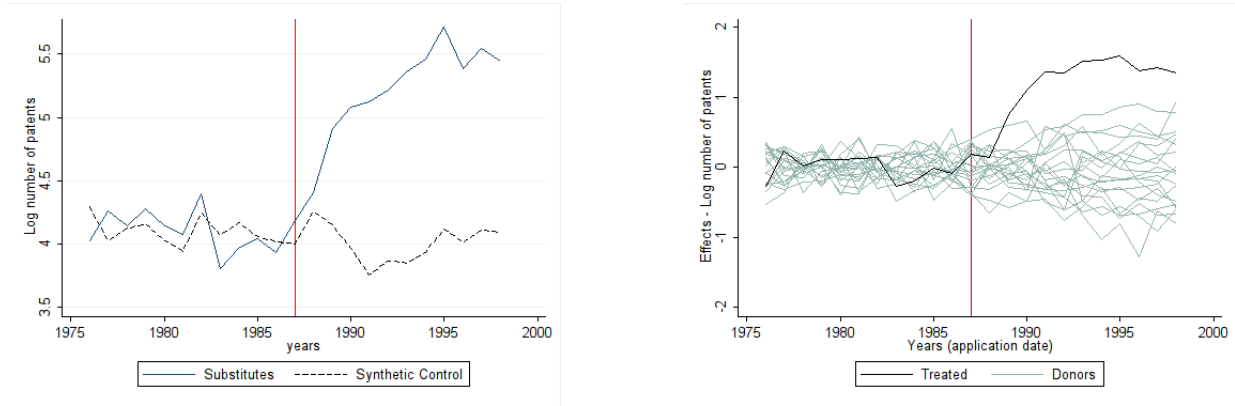 Log number of patents
5.5
5
4.5
4
3.5
1975 1980 1985 1990 1995 2000
years
Substitutes Synthetic Control
Effects - Log number of patents
2
1
0
-1
-2
1975 1980 1985 1990 1995 2000
Years (application date)
Treated Donors